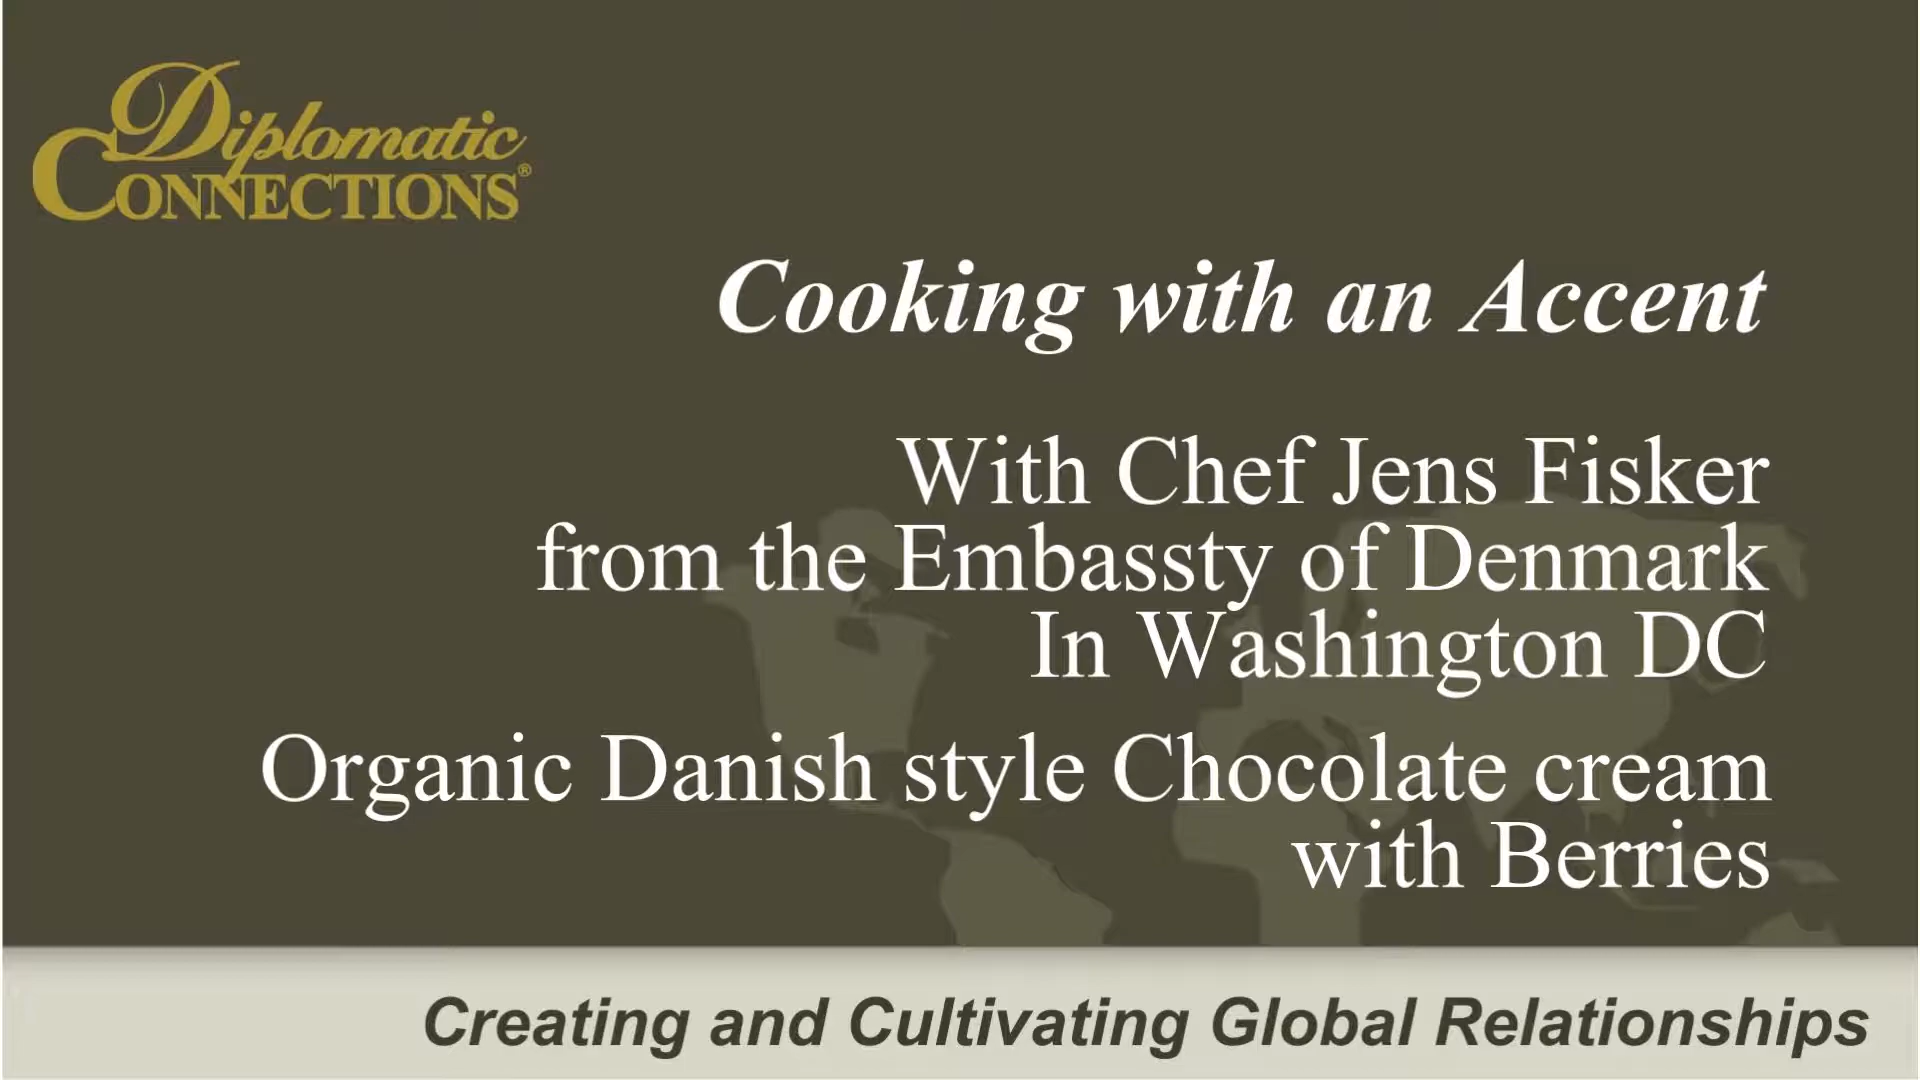 Diplomatic
CONNECTIONS®
Cooking with an Accent
With Chef Jens Fisker
from the Embassty of Denmark
In Washington DC
Organic Danish style Chocolate cream
with Berries
Creating and Cultivating Global Relationships